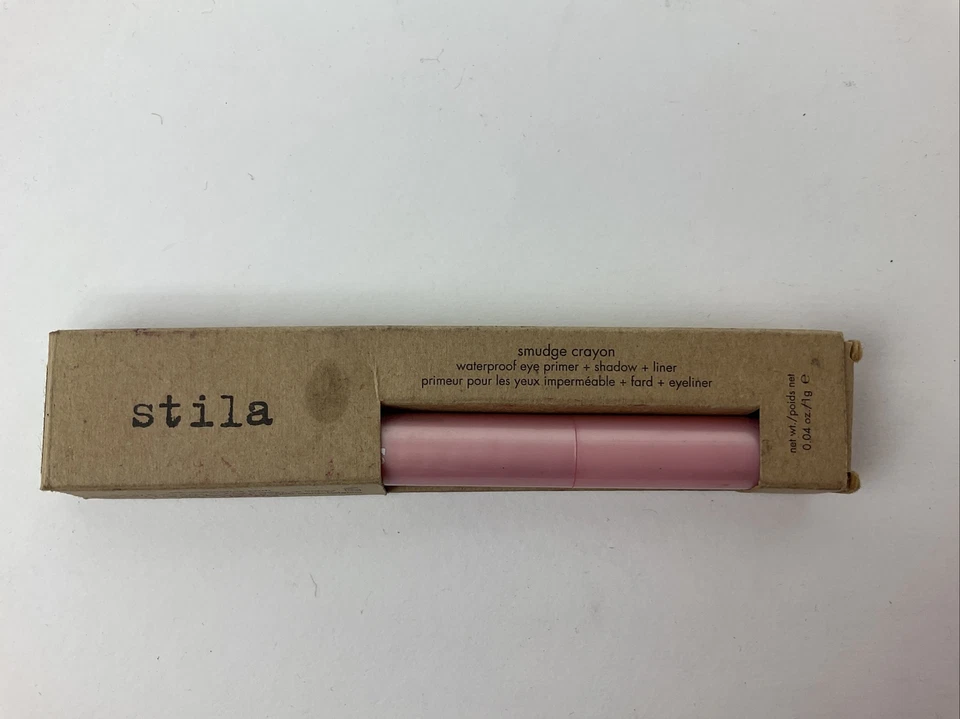 stila
smudge crayon
waterproof eye primer + shadow + liner
primeur pour les yeux imperméable + fard + eyeliner
net wt./poids net
0.04 oz./1g ℮